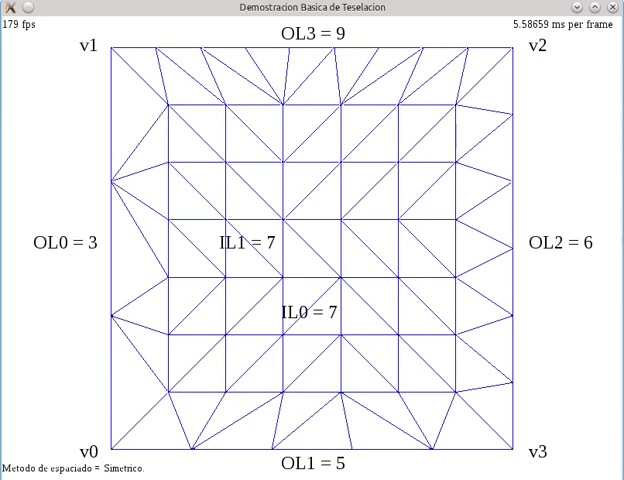 Demostracion Basica de Teselacion
179 fps
5.58659 ms per frame
OL3 = 9
v1
v2
OL0 = 3
IL1 = 7
OL2 = 6
IL0 = 7
v0
v3
OL1 = 5
Metodo de espaciado = Simetrico.